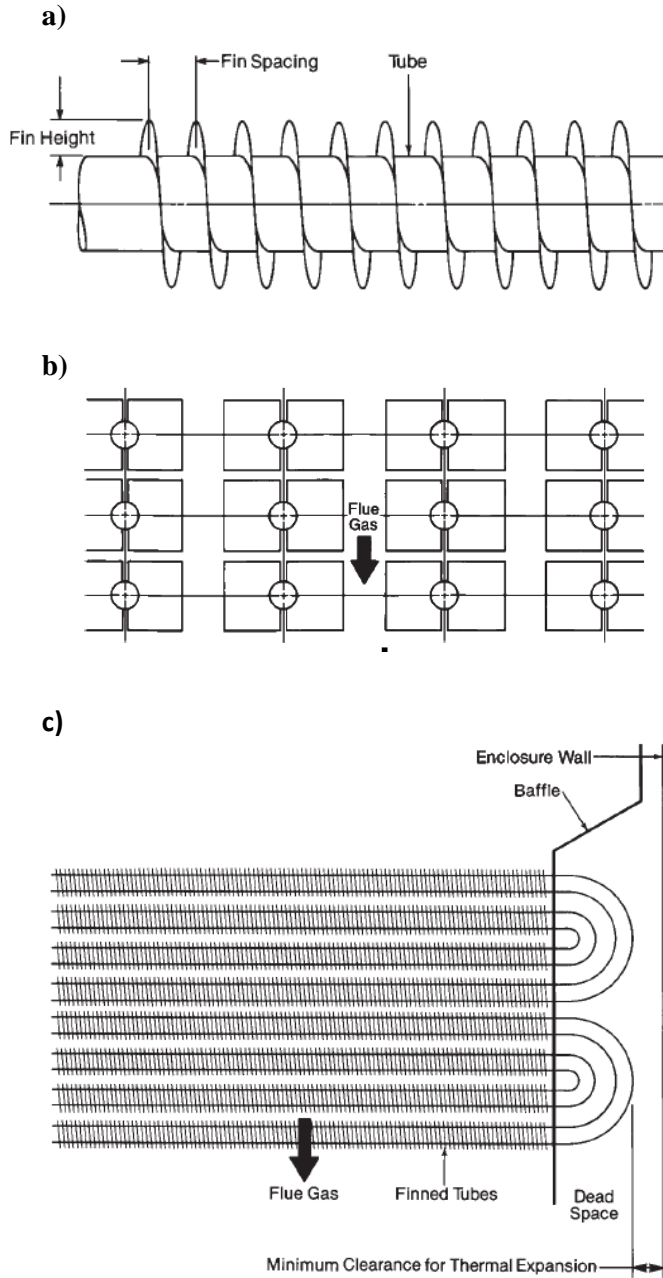 a)
Fin Spacing
Tube
Fin Height
b)
Flue
Gas
c)
Enclosure Wall
Baffle
Flue Gas
Finned Tubes
Dead
Space
Minimum Clearance for Thermal Expansion